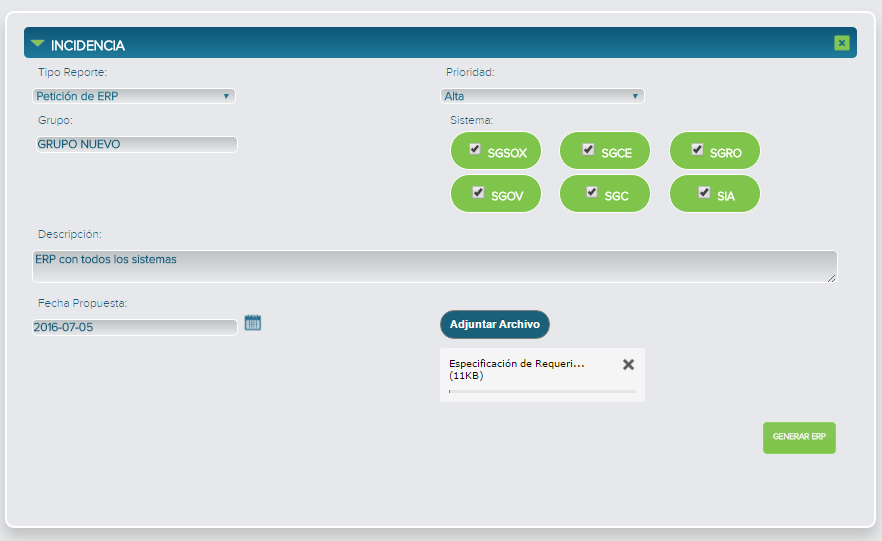 INCIDENCIA
Tipo Reporte:
Prioridad:
Petición de ERP
Alta
Grupo:
Sistema:
GRUPO NUEVO
SGSOX
SGCE
SGRO
SGOV
SGC
SIA
Descripción:
ERP con todos los sistemas
Fecha Propuesta:
2016-07-05
Adjuntar Archivo
Especificación de Requeri...
(11KB)
GENERAR ERP